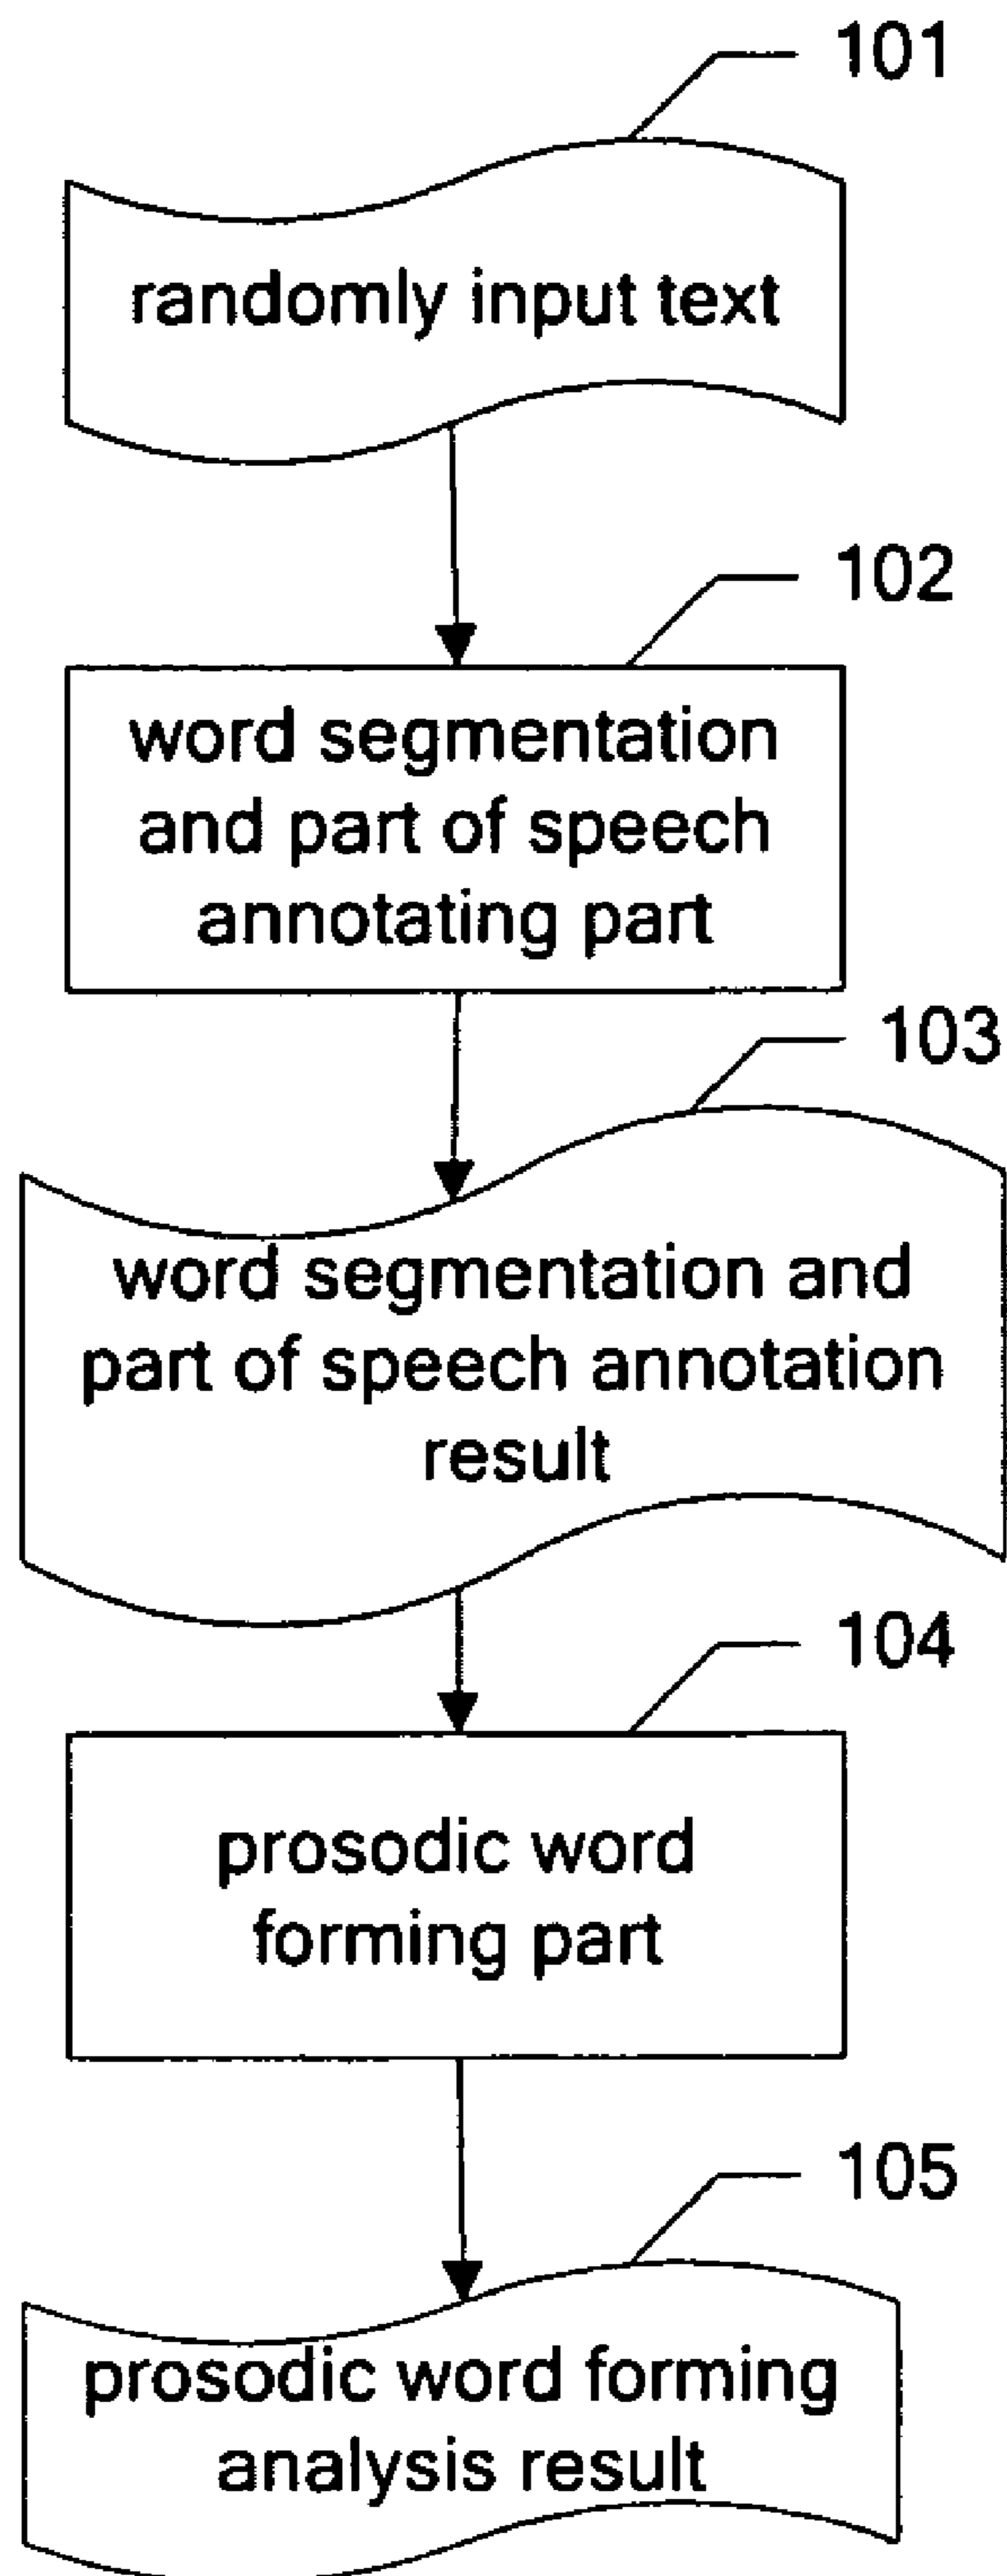 101
randomly input text
102
word segmentation
and part of speech
annotating part
103
word segmentation and
part of speech annotation
result
104
prosodic word
forming part
105
prosodic word forming
analysis result